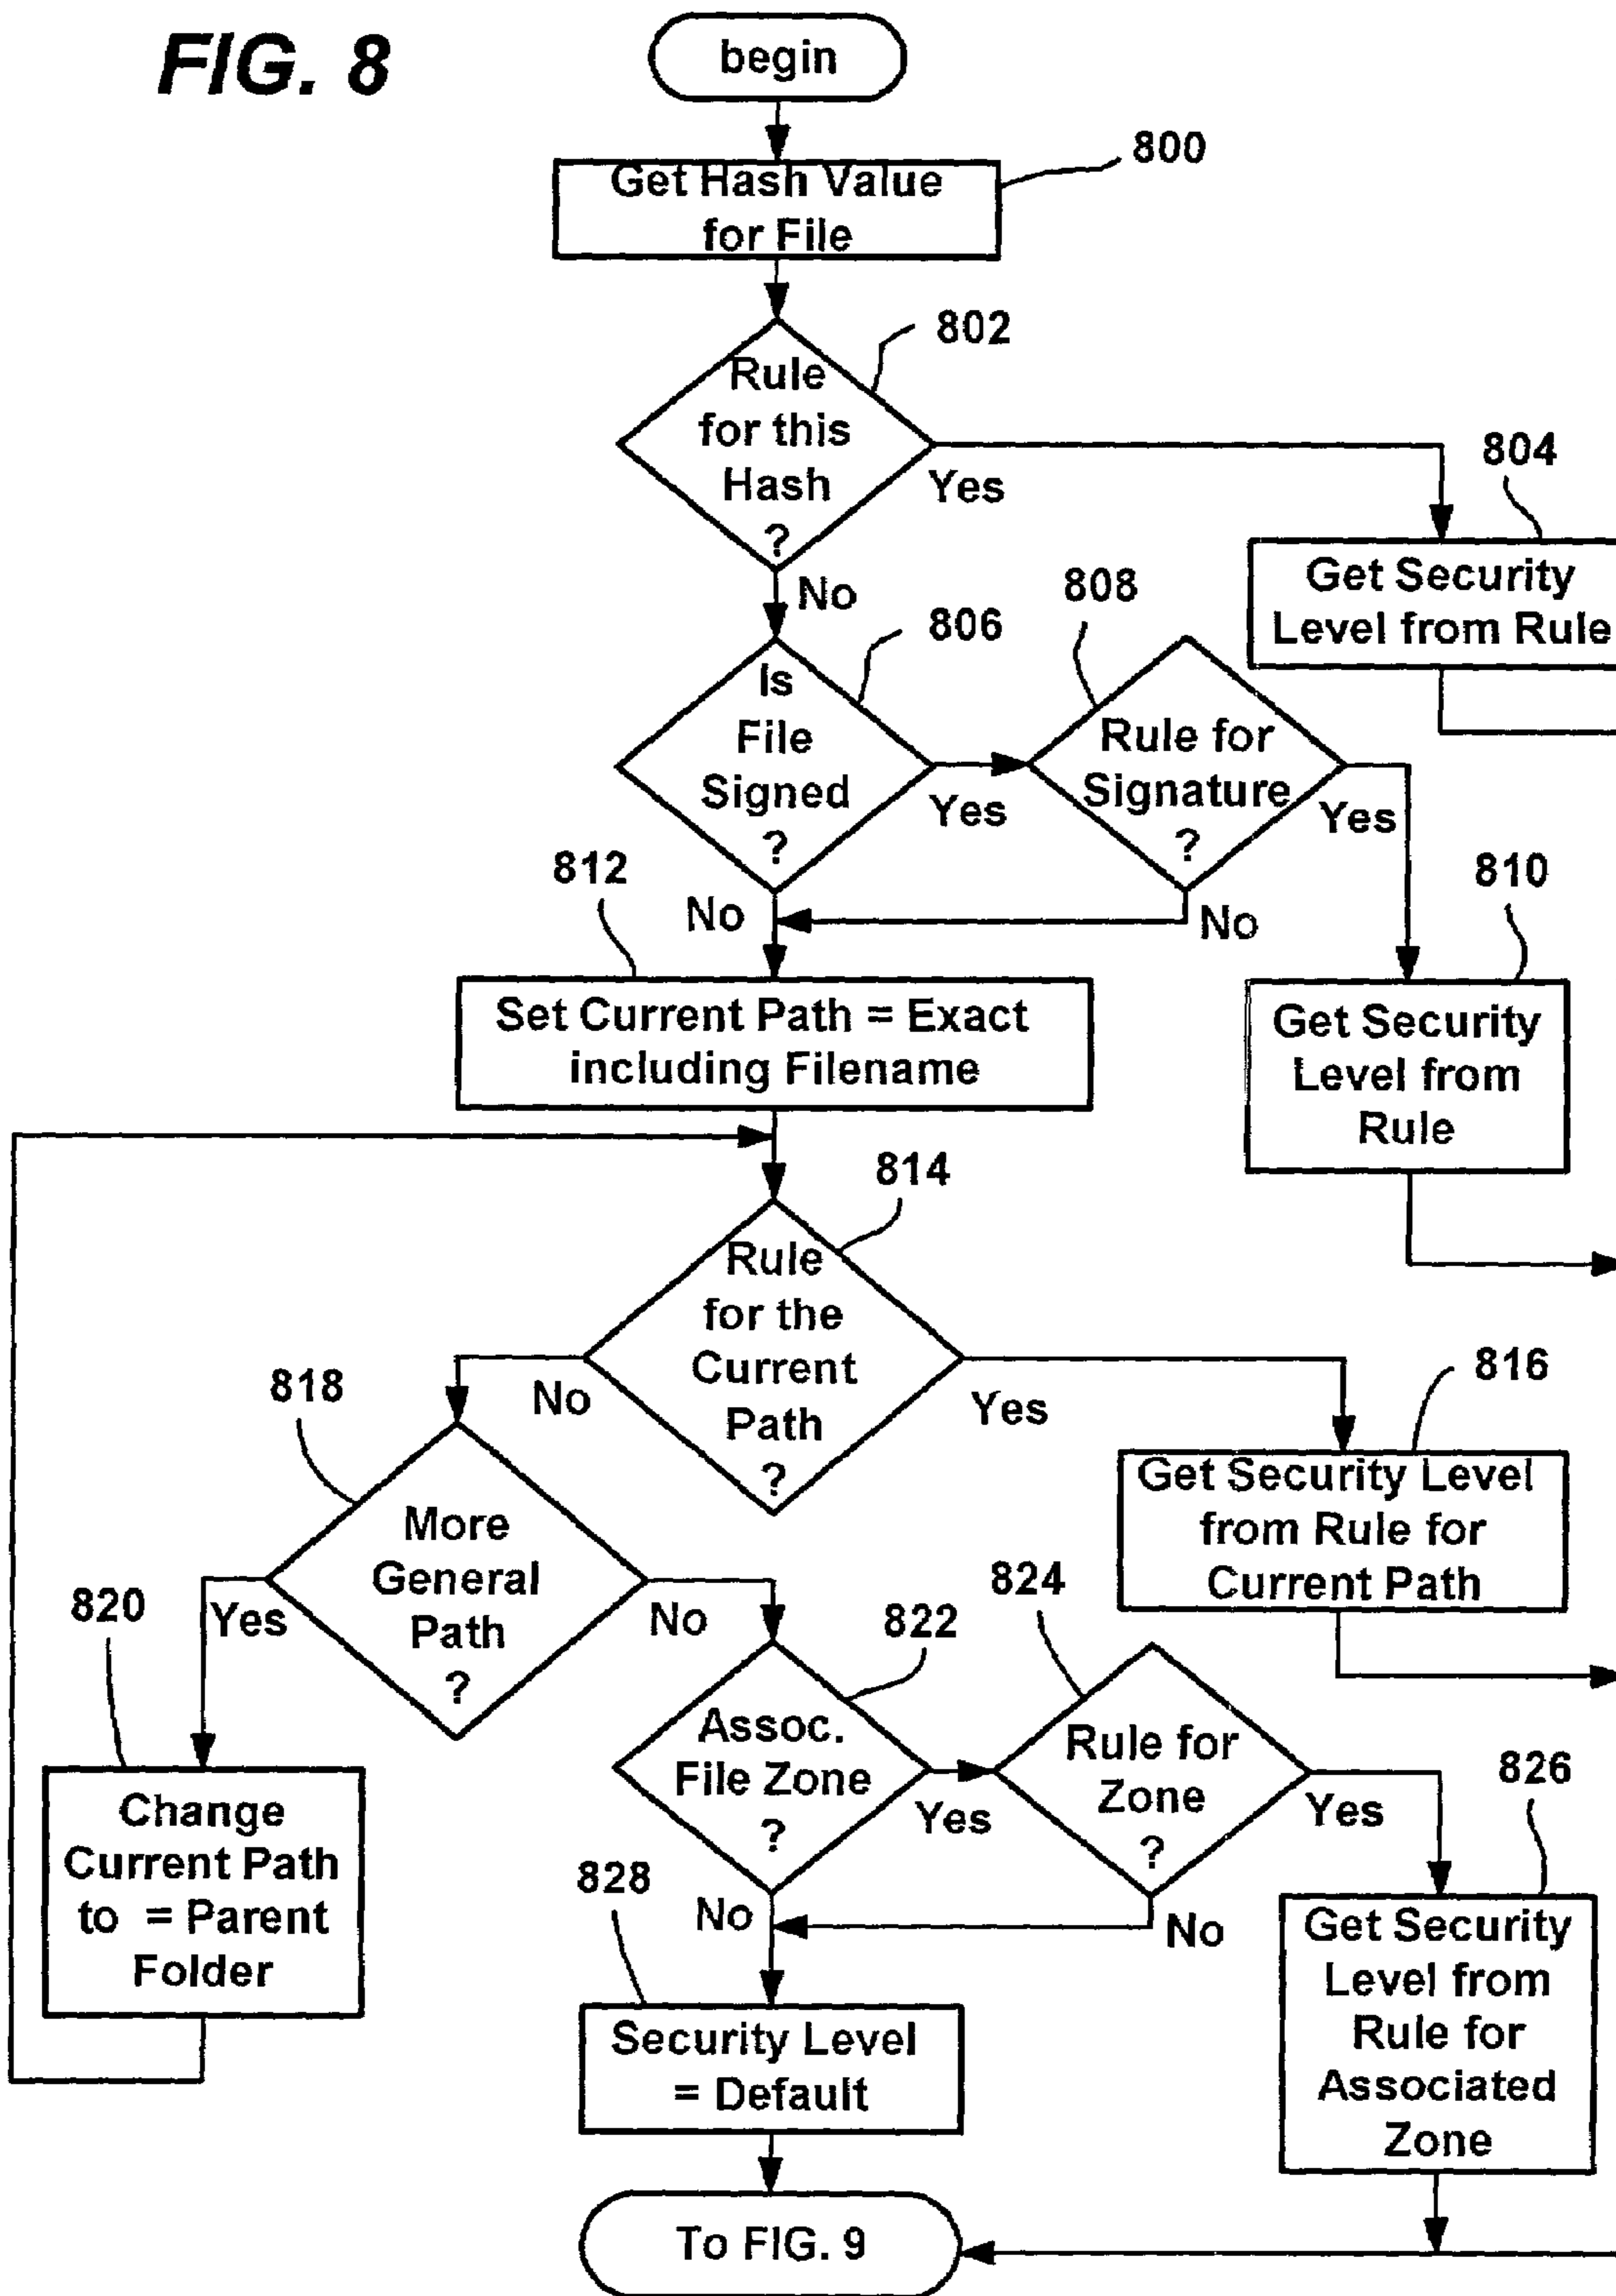 FIG. 8
begin
800
Get Hash Value
for File
802
Rule
for this
Hash
?
Yes
No
804
Get Security
Level from Rule
806
Is
File
Signed
?
Yes
No
808
Rule for
Signature
?
Yes
No
810
Get Security
Level from
Rule
812
Set Current Path = Exact
including Filename
814
Rule
for the
Current
Path
?
No
Yes
816
Get Security Level
from Rule for
Current Path
818
More
General
Path
?
Yes
No
820
Change
Current Path
to = Parent
Folder
822
Assoc.
File Zone
?
Yes
No
824
Rule for
Zone
?
Yes
No
826
Get Security
Level from
Rule for
Associated
Zone
828
Security Level
= Default
To FIG. 9